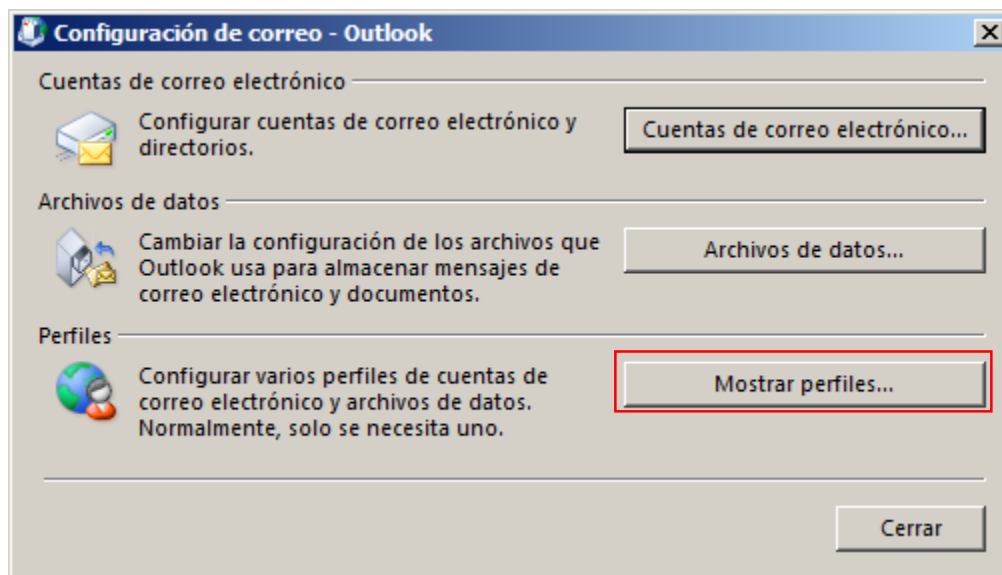 Configuración de correo - Outlook
Cuentas de correo electrónico
Configurar cuentas de correo electrónico y
directorios.
Cuentas de correo electrónico...
Archivos de datos
Cambiar la configuración de los archivos que
Outlook usa para almacenar mensajes de
correo electrónico y documentos.
Archivos de datos...
Perfiles
Configurar varios perfiles de cuentas de
correo electrónico y archivos de datos.
Normalmente, solo se necesita uno.
Mostrar perfiles...
Cerrar